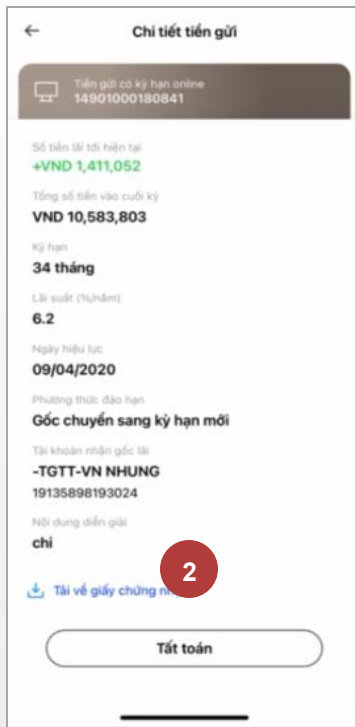 Chi tiết tiền gửi
Tiền gửi có kỳ hạn online
14901000180841
Số tiền lãi tới hiện tại
+VND 1,411,052
Tổng số tiền vào cuối kỳ
VND 10,583,803
Kỳ hạn
34 tháng
Lãi suất (%/năm)
6.2
Ngày hiệu lực
09/04/2020
Phương thức đáo hạn
Gốc chuyển sang kỳ hạn mới
Tài khoản nhận gốc lãi
-TGTT-VN NHUNG
19135898193024
Nội dung diễn giải
chi
2
Tải về giấy chứng
Tất toán